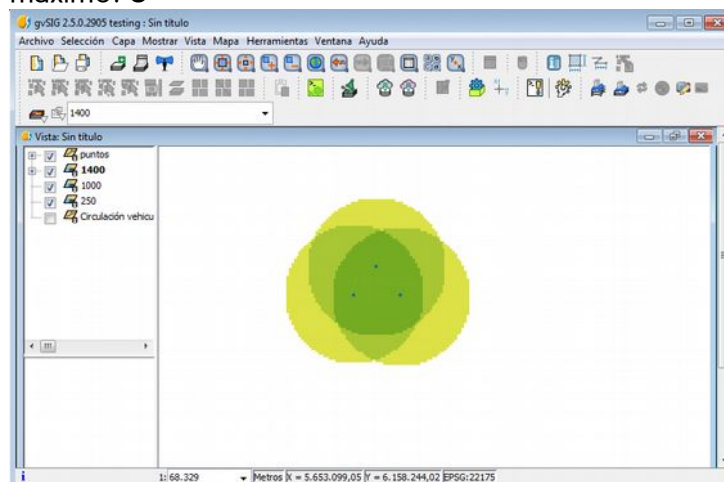 gvSIG 2.5.0.2905 testing : Sin título
Archivo Selección Capa Mostrar Vista Mapa Herramientas Ventana Ayuda
1400
Vista: Sin título
puntos
1400
1000
250
Circulación vehicu
1: 68.329 Metros X = 5.653.099,05 Y = 6.158.244,02 EPSG:22175